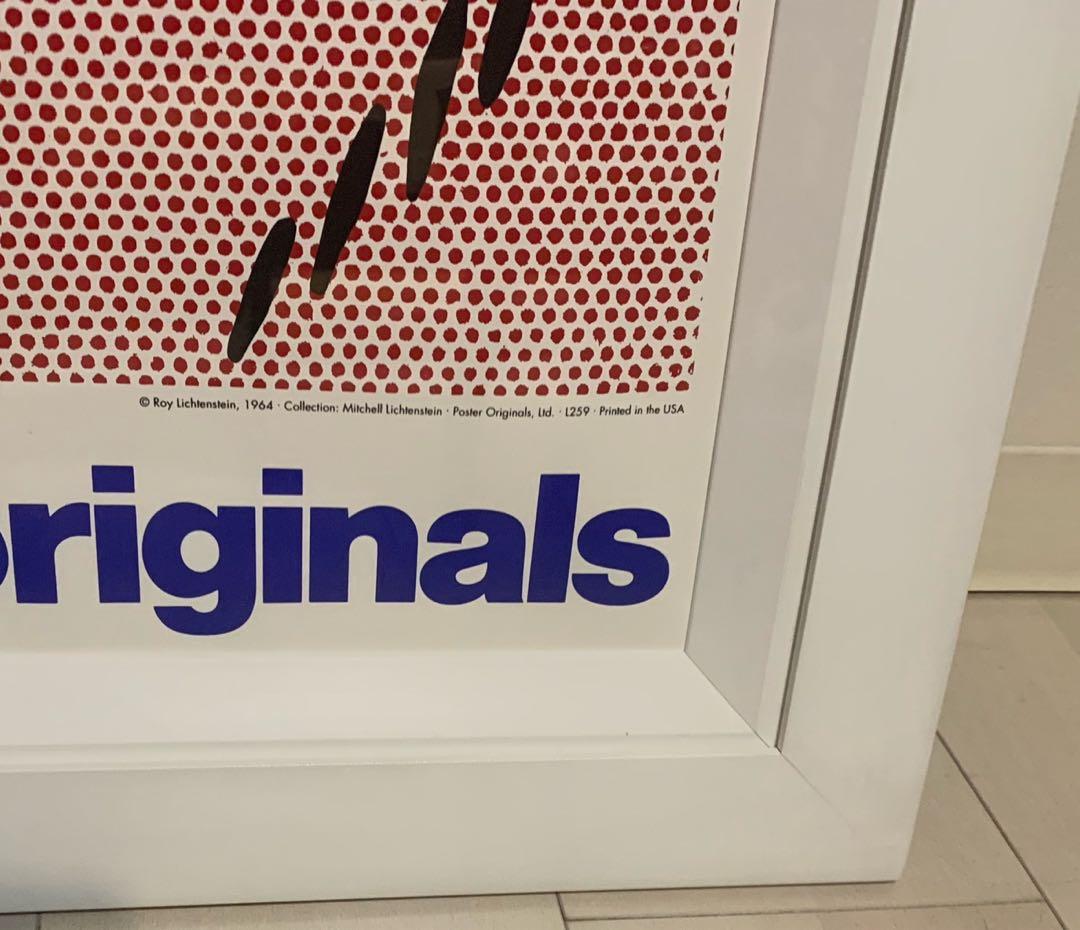 © Roy Lichtenstein, 1964 · Collection: Mitchell Lichtenstein · Poster Originals, Ltd. · L259 · Printed in the USA
originals